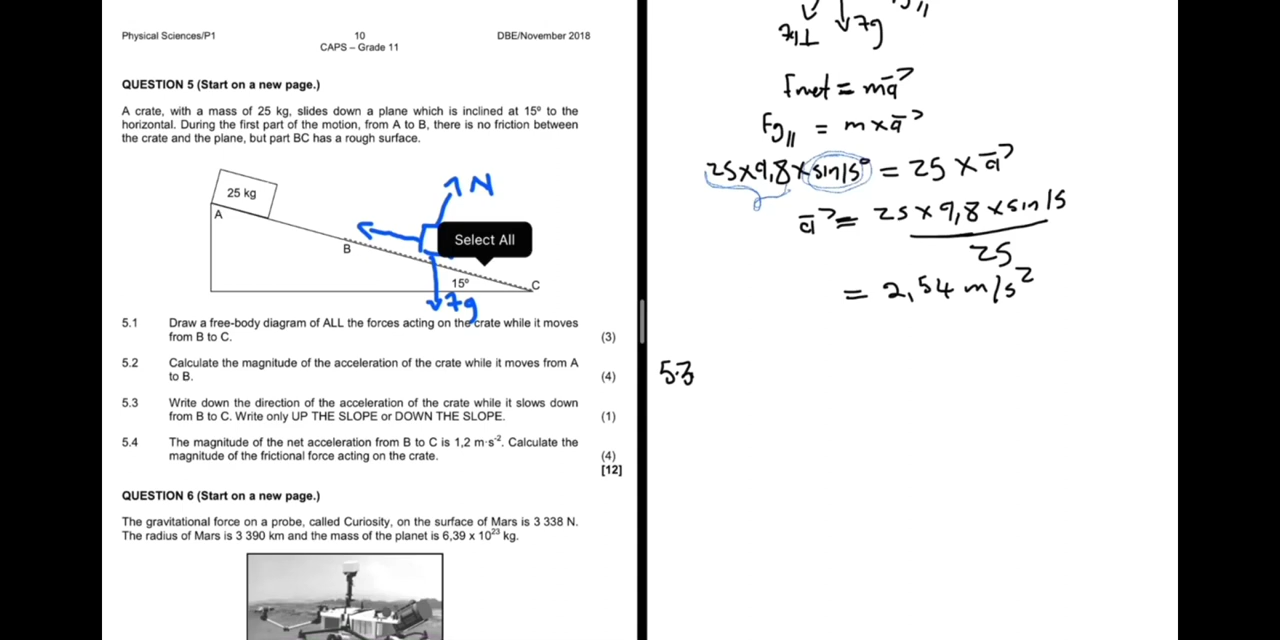 Physical Sciences/P1
10
CAPS – Grade 11
DBE/November 2018
QUESTION 5 (Start on a new page.)
A crate, with a mass of 25 kg, slides down a plane which is inclined at 15º to the
horizontal. During the first part of the motion, from A to B, there is no friction between
the crate and the plane, but part BC has a rough surface.
25 kg
A
B
15º
C
N
Fg
Select All
5.1 Draw a free-body diagram of ALL the forces acting on the crate while it moves
from B to C. (3)
5.2 Calculate the magnitude of the acceleration of the crate while it moves from A
to B. (4)
5.3 Write down the direction of the acceleration of the crate while it slows down
from B to C. Write only UP THE SLOPE or DOWN THE SLOPE. (1)
5.4 The magnitude of the net acceleration from B to C is 1,2 m·s⁻². Calculate the
magnitude of the frictional force acting on the crate. (4)
[12]
QUESTION 6 (Start on a new page.)
The gravitational force on a probe, called Curiosity, on the surface of Mars is 3 338 N.
The radius of Mars is 3 390 km and the mass of the planet is 6,39 x 10²³ kg.
Fg
Fnet = ma
Fg|| = m x a
25 x 9,8 x sin15° = 25 x a
a = 25 x 9,8 x sin15
25
= 2,54 m/s²
5.3